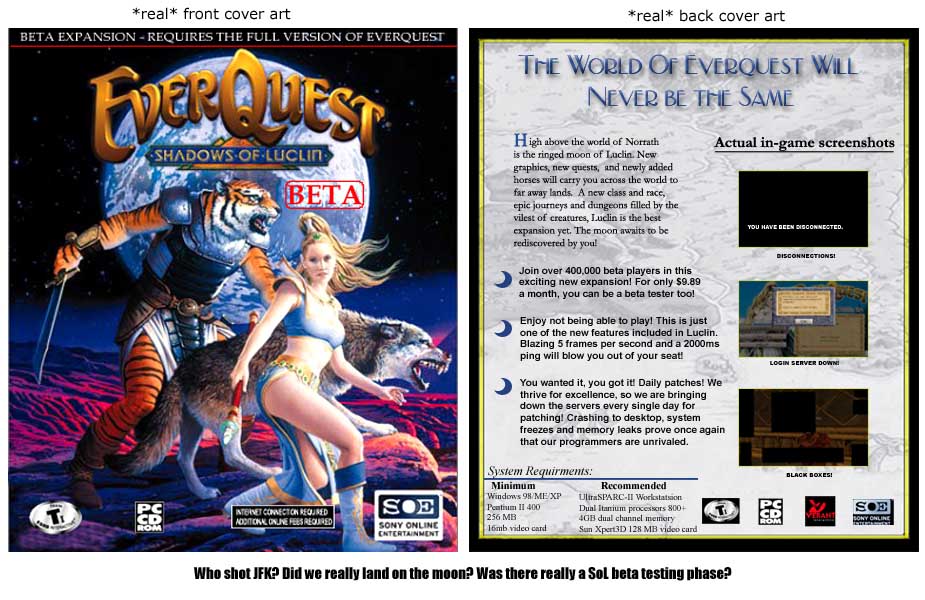 *real* front cover art
BETA EXPANSION - REQUIRES THE FULL VERSION OF EVERQUEST
EVERQUEST
SHADOWS·OF·LUCLIN
BETA
T
PC
CD
ROM
INTERNET CONNECTION REQUIRED
ADDITIONAL ONLINE FEES REQUIRED
SOE
SONY ONLINE
ENTERTAINMENT
*real* back cover art
THE WORLD OF EVERQUEST WILL
NEVER BE THE SAME
High above the world of Norrath
is the ringed moon of Luclin. New
graphics, new quests, and newly added
horses will carry you across the world to
far away lands. A new class and race,
epic journeys and dungeons filled by the
vilest of creatures, Luclin is the best
expansion yet. The moon awaits to be
rediscovered by you!
Join over 400,000 beta players in this
exciting new expansion! For only $9.89
a month, you can be a beta tester too!
Enjoy not being able to play! This is just
one of the new features included in Luclin.
Blazing 5 frames per second and a 2000ms
ping will blow you out of your seat!
You wanted it, you got it! Daily patches! We
thrive for excellence, so we are bringing
down the servers every single day for
patching! Crashing to desktop, system
freezes and memory leaks prove once again
that our programmers are unrivaled.
Actual in-game screenshots
YOU HAVE BEEN DISCONNECTED.
DISCONNECTIONS!
LOGIN SERVER DOWN!
BLACK BOXES!
System Requirments:
Minimum
Windows 98/ME/XP
Pentium II 400
256 MB
16mb video card
Recommended
UltraSPARC-II Workstatsion
Dual Itanium processors 800+
4GB dual channel memory
Sun Xpert3D 128 MB video card
T
PC
CD
ROM
VERANT
SOE
SONY ONLINE
ENTERTAINMENT
Who shot JFK? Did we really land on the moon? Was there really a SoL beta testing phase?